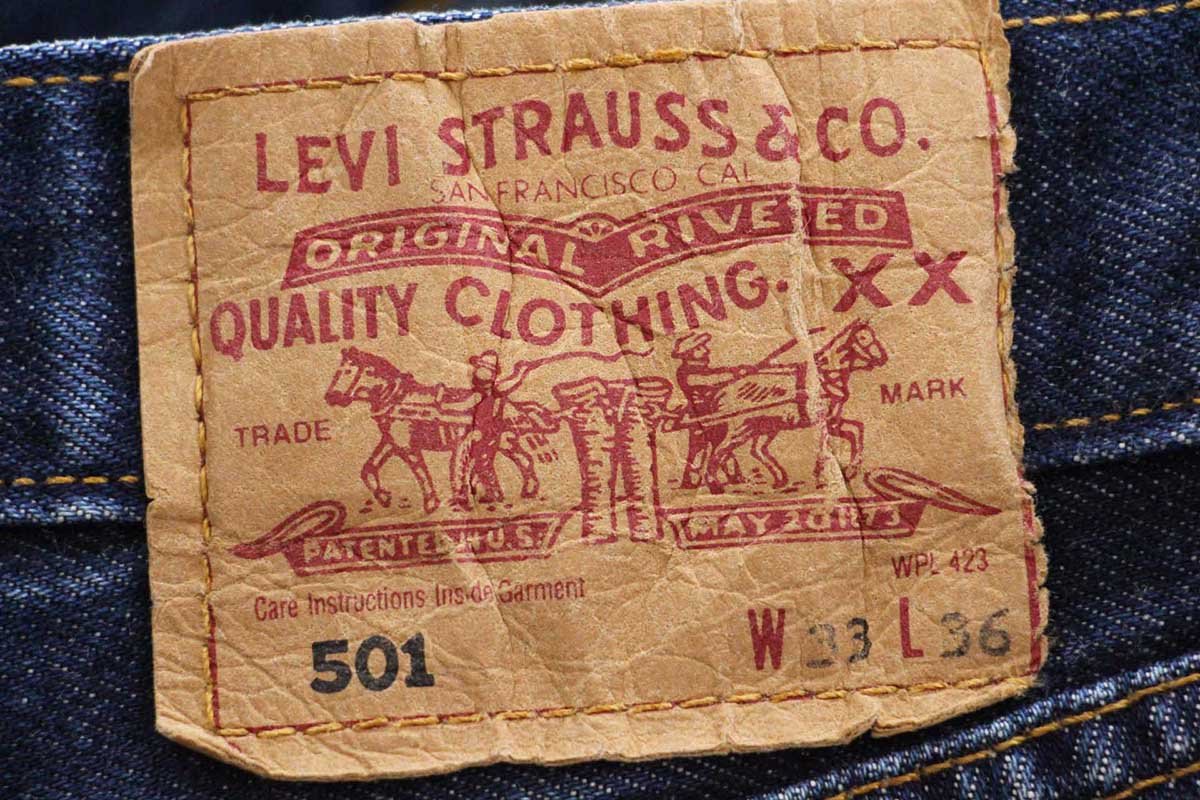 LEVI STRAUSS & CO.
SAN FRANCISCO CAL
ORIGINAL RIVETED
QUALITY CLOTHING. XX
TRADE MARK
PATENTED IN U.S. MAY 20 1873
WPL 423
Care Instructions Inside Garment
501 W 33 L 36